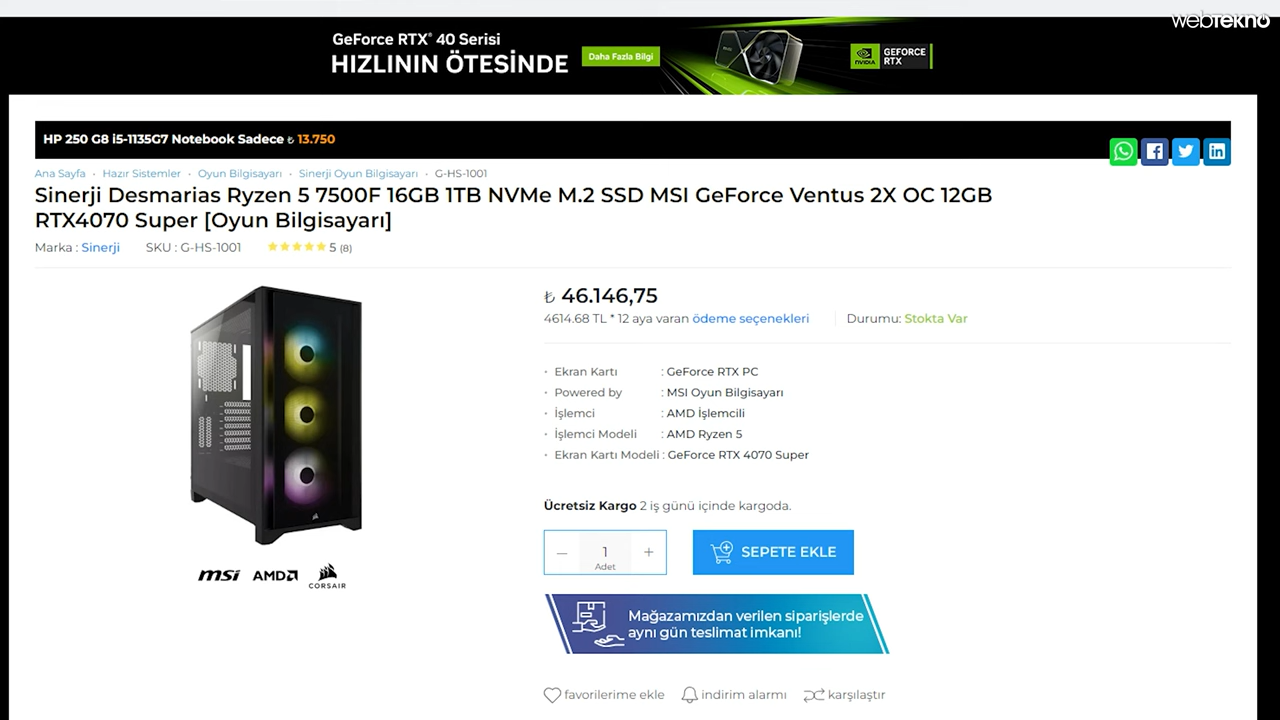 webtekno
GeForce RTX® 40 Serisi
HIZLININ ÖTESİNDE
Daha Fazla Bilgi
NVIDIA
GEFORCE
RTX
HP 250 G8 i5-1135G7 Notebook Sadece ₺ 13.750
Ana Sayfa · Hazır Sistemler · Oyun Bilgisayarı · Sinerji Oyun Bilgisayarı · G-HS-1001
Sinerji Desmarias Ryzen 5 7500F 16GB 1TB NVMe M.2 SSD MSI GeForce Ventus 2X OC 12GB
RTX4070 Super [Oyun Bilgisayarı]
Marka : Sinerji SKU : G-HS-1001 5 (8)
₺ 46.146,75
4614.68 TL * 12 aya varan ödeme seçenekleri Durumu: Stokta Var
· Ekran Kartı : GeForce RTX PC
· Powered by : MSI Oyun Bilgisayarı
· İşlemci : AMD İşlemcili
· İşlemci Modeli : AMD Ryzen 5
· Ekran Kartı Modeli : GeForce RTX 4070 Super
Ücretsiz Kargo 2 iş günü içinde kargoda.
– 1 +
Adet
SEPETE EKLE
msi AMD CORSAIR
Mağazamızdan verilen siparişlerde
aynı gün teslimat imkanı!
favorilerime ekle indirim alarmı karşılaştır